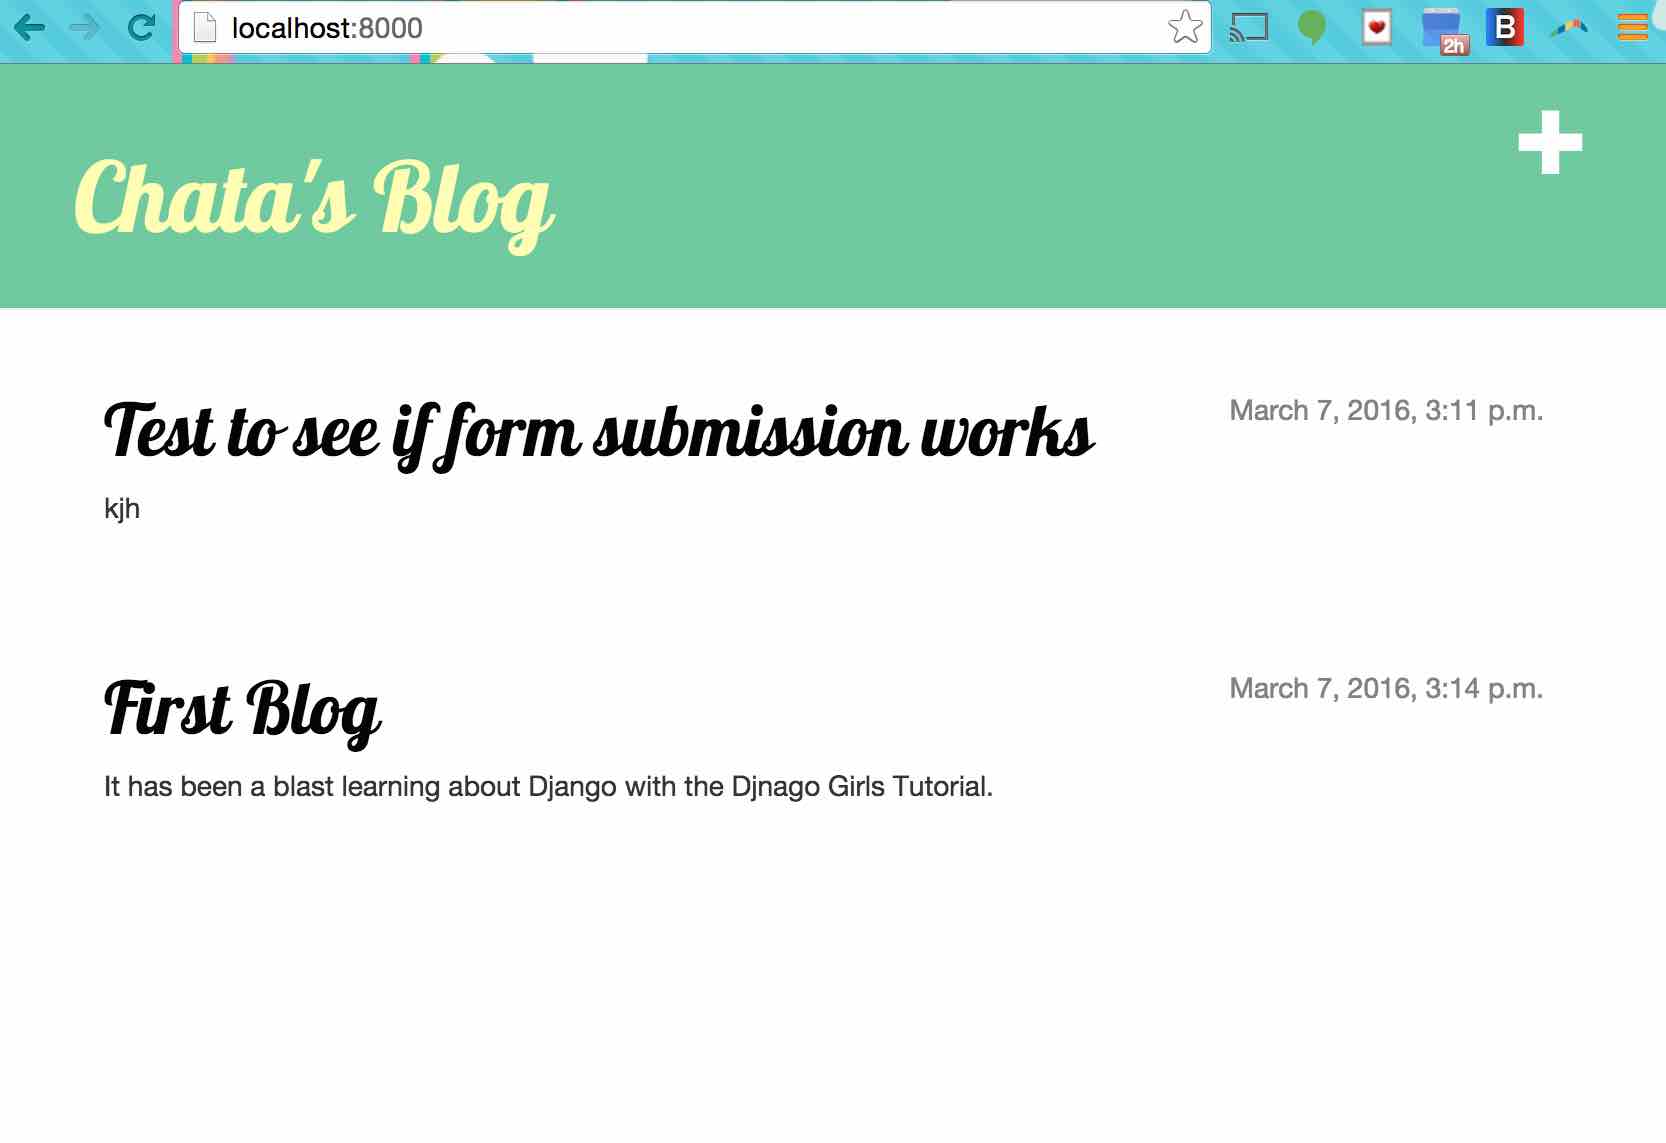 localhost:8000
2h
B
Chata's Blog
Test to see if form submission works
March 7, 2016, 3:11 p.m.
kjh
First Blog
March 7, 2016, 3:14 p.m.
It has been a blast learning about Django with the Djnago Girls Tutorial.